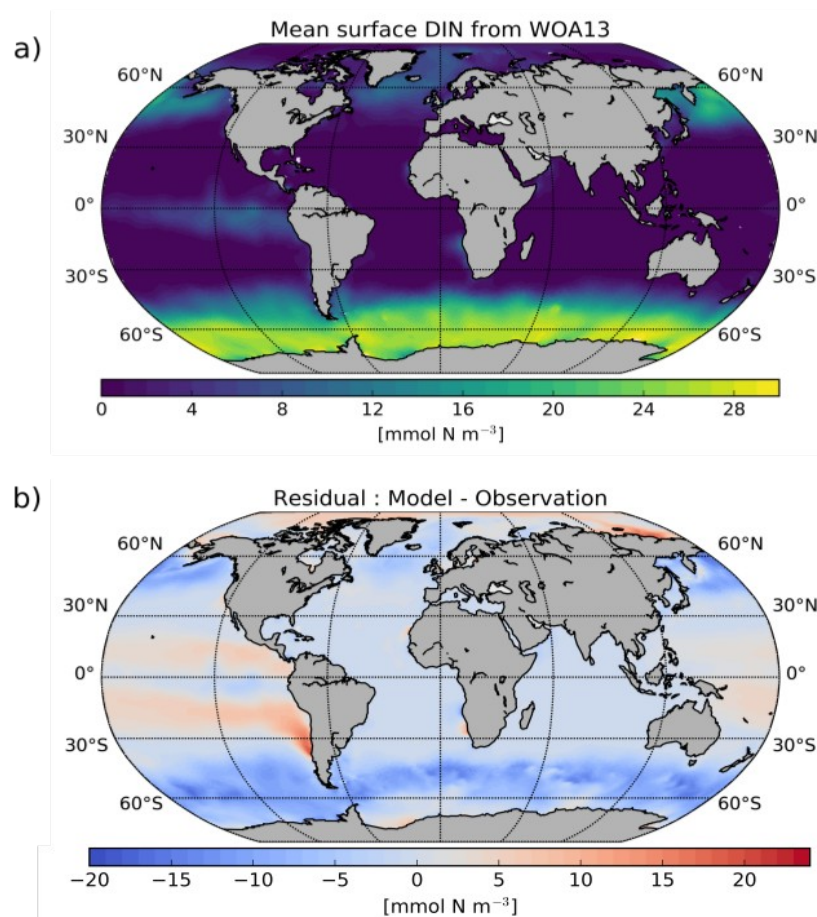 a)
Mean surface DIN from WOA13
60°N 60°N
30°N 30°N
0° 0°
30°S 30°S
60°S 60°S
0 4 8 12 16 20 24 28
[mmol N m⁻³]
b)
Residual : Model - Observation
60°N 60°N
30°N 30°N
0° 0°
30°S 30°S
60°S 60°S
−20 −15 −10 −5 0 5 10 15 20
[mmol N m⁻³]